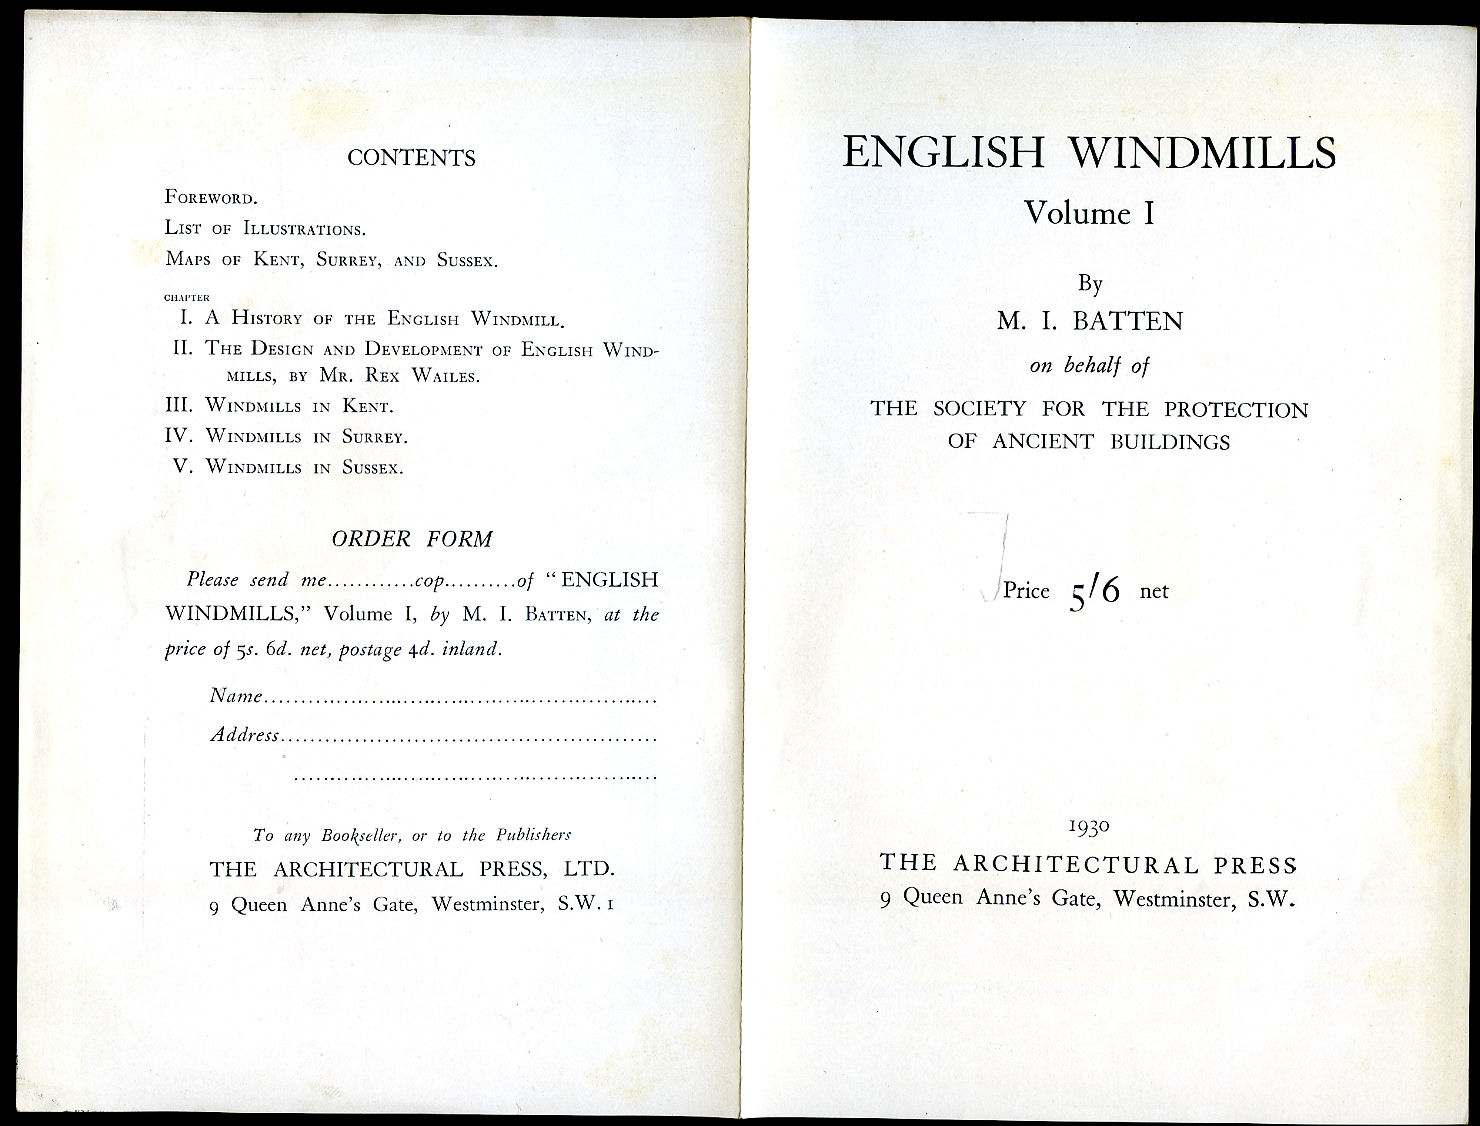 CONTENTS
Foreword.
List of Illustrations.
Maps of Kent, Surrey, and Sussex.
CHAPTER
I. A History of the English Windmill.
II. The Design and Development of English Wind-
mills, by Mr. Rex Wailes.
III. Windmills in Kent.
IV. Windmills in Surrey.
V. Windmills in Sussex.
ORDER FORM
Please send me............cop..........of "ENGLISH
WINDMILLS," Volume I, by M. I. Batten, at the
price of 5s. 6d. net, postage 4d. inland.
Name......................................................
Address...................................................
..................................................
To any Bookseller, or to the Publishers
THE ARCHITECTURAL PRESS, LTD.
9 Queen Anne's Gate, Westminster, S.W. 1
ENGLISH WINDMILLS
Volume I
By
M. I. BATTEN
on behalf of
THE SOCIETY FOR THE PROTECTION
OF ANCIENT BUILDINGS
Price 5/6 net
1930
THE ARCHITECTURAL PRESS
9 Queen Anne's Gate, Westminster, S.W.